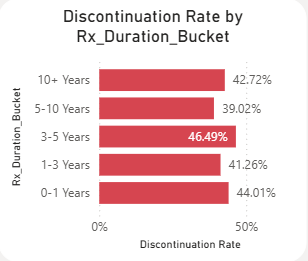 Discontinuation Rate by
Rx_Duration_Bucket
Rx_Duration_Bucket
10+ Years 42.72%
5-10 Years 39.02%
3-5 Years 46.49%
1-3 Years 41.26%
0-1 Years 44.01%
0% 50%
Discontinuation Rate